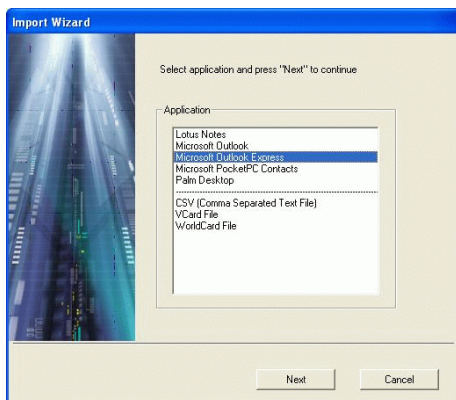 Import Wizard
Select application and press "Next" to continue
Application
Lotus Notes
Microsoft Outlook
Microsoft Outlook Express
Microsoft PocketPC Contacts
Palm Desktop
CSV (Comma Separated Text File)
VCard File
WorldCard File
Next
Cancel